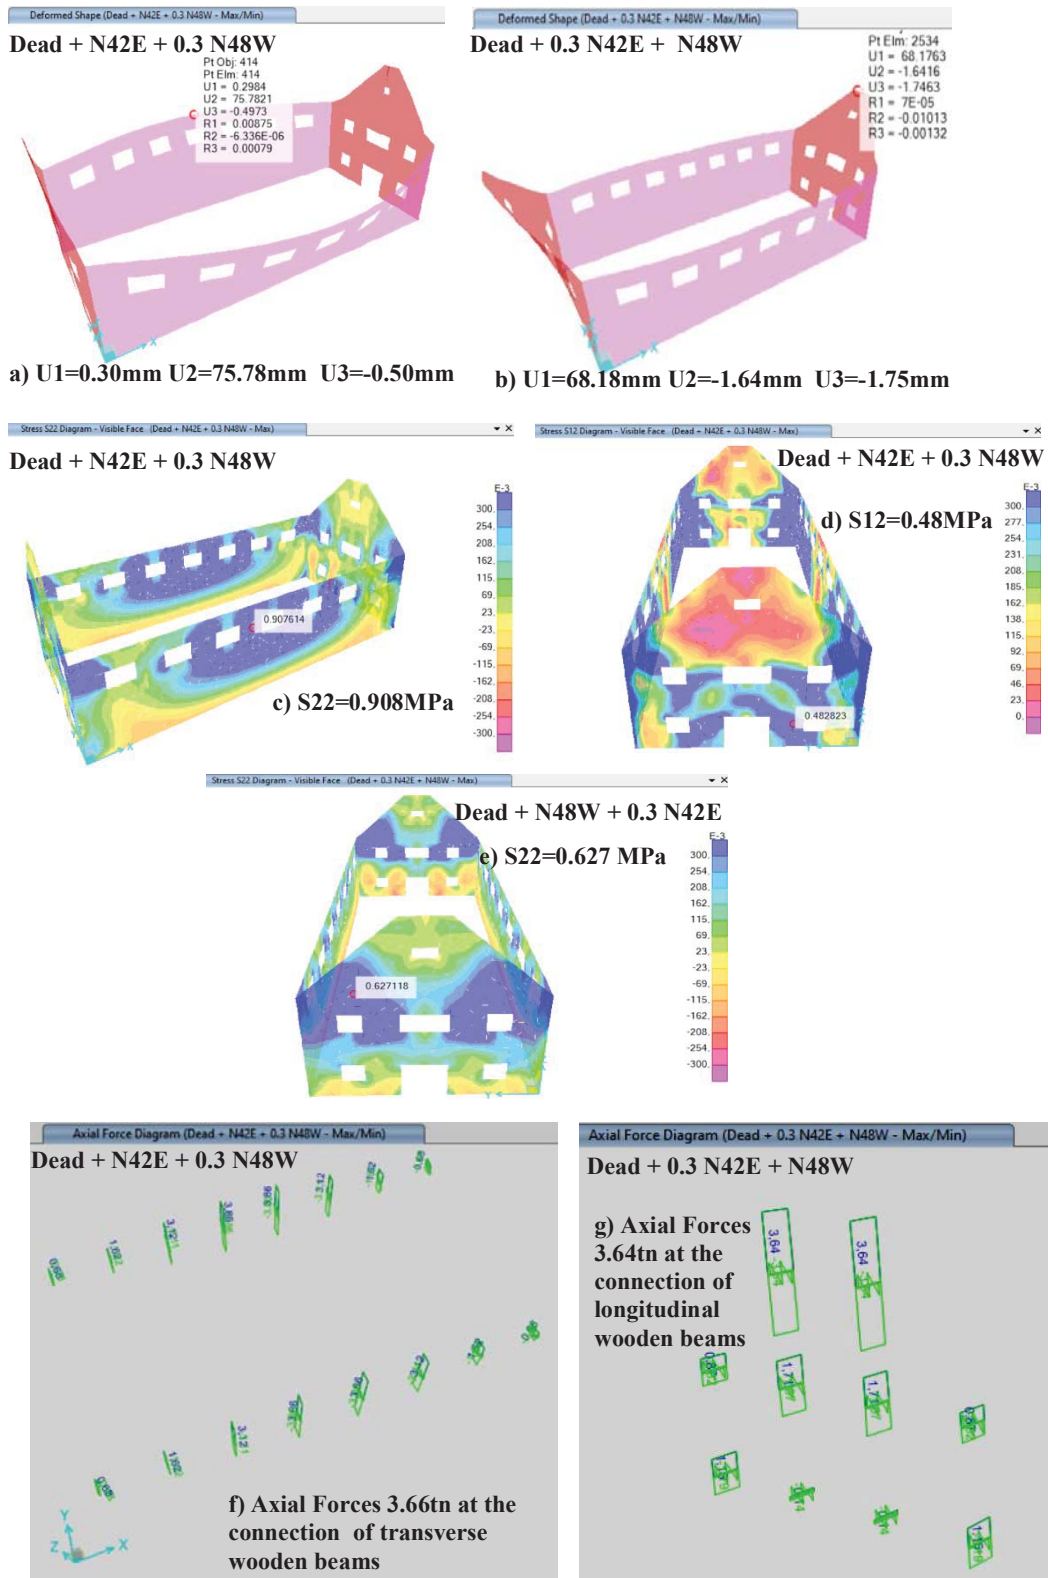 Deformed Shape (Dead + N42E + 0.3 N48W - Max/Min)
Dead + N42E + 0.3 N48W
Pt Obj: 414
Pt Elm: 414
U1 = 0.2984
U2 = 75.7821
U3 = -0.4973
R1 = 0.00875
R2 = -6.336E-06
R3 = 0.00079
X
a) U1=0.30mm U2=75.78mm U3=-0.50mm
Deformed Shape (Dead + 0.3 N42E + N48W - Max/Min)
Dead + 0.3 N42E + N48W
Pt Elm: 2534
U1 = 68.1763
U2 = -1.6416
U3 = -1.7463
R1 = 7E-05
R2 = -0.01013
R3 = -0.00132
X
b) U1=68.18mm U2=-1.64mm U3=-1.75mm
Stress S22 Diagram - Visible Face (Dead + N42E + 0.3 N48W - Max)
Dead + N42E + 0.3 N48W
0.907614
X
c) S22=0.908MPa
E-3
300.
254.
208.
162.
115.
69.
23.
-23.
-69.
-115.
-162.
-208.
-254.
-300.
Stress S12 Diagram - Visible Face (Dead + N42E + 0.3 N48W - Max)
Dead + N42E + 0.3 N48W
d) S12=0.48MPa
0.482823
E-3
300.
277.
254.
231.
208.
185.
162.
138.
115.
92.
69.
46.
23.
0.
Stress S22 Diagram - Visible Face (Dead + 0.3 N42E + N48W - Max)
Dead + N48W + 0.3 N42E
e) S22=0.627 MPa
0.627118
Y
E-3
300.
254.
208.
162.
115.
69.
23.
-23.
-69.
-115.
-162.
-208.
-254.
-300.
Axial Force Diagram (Dead + N42E + 0.3 N48W - Max/Min)
Dead + N42E + 0.3 N48W
Y
Z
X
f) Axial Forces 3.66tn at the
connection of transverse
wooden beams
Axial Force Diagram (Dead + 0.3 N42E + N48W - Max/Min)
Dead + 0.3 N42E + N48W
g) Axial Forces
3.64tn at the
connection of
longitudinal
wooden beams
3,64
3,64